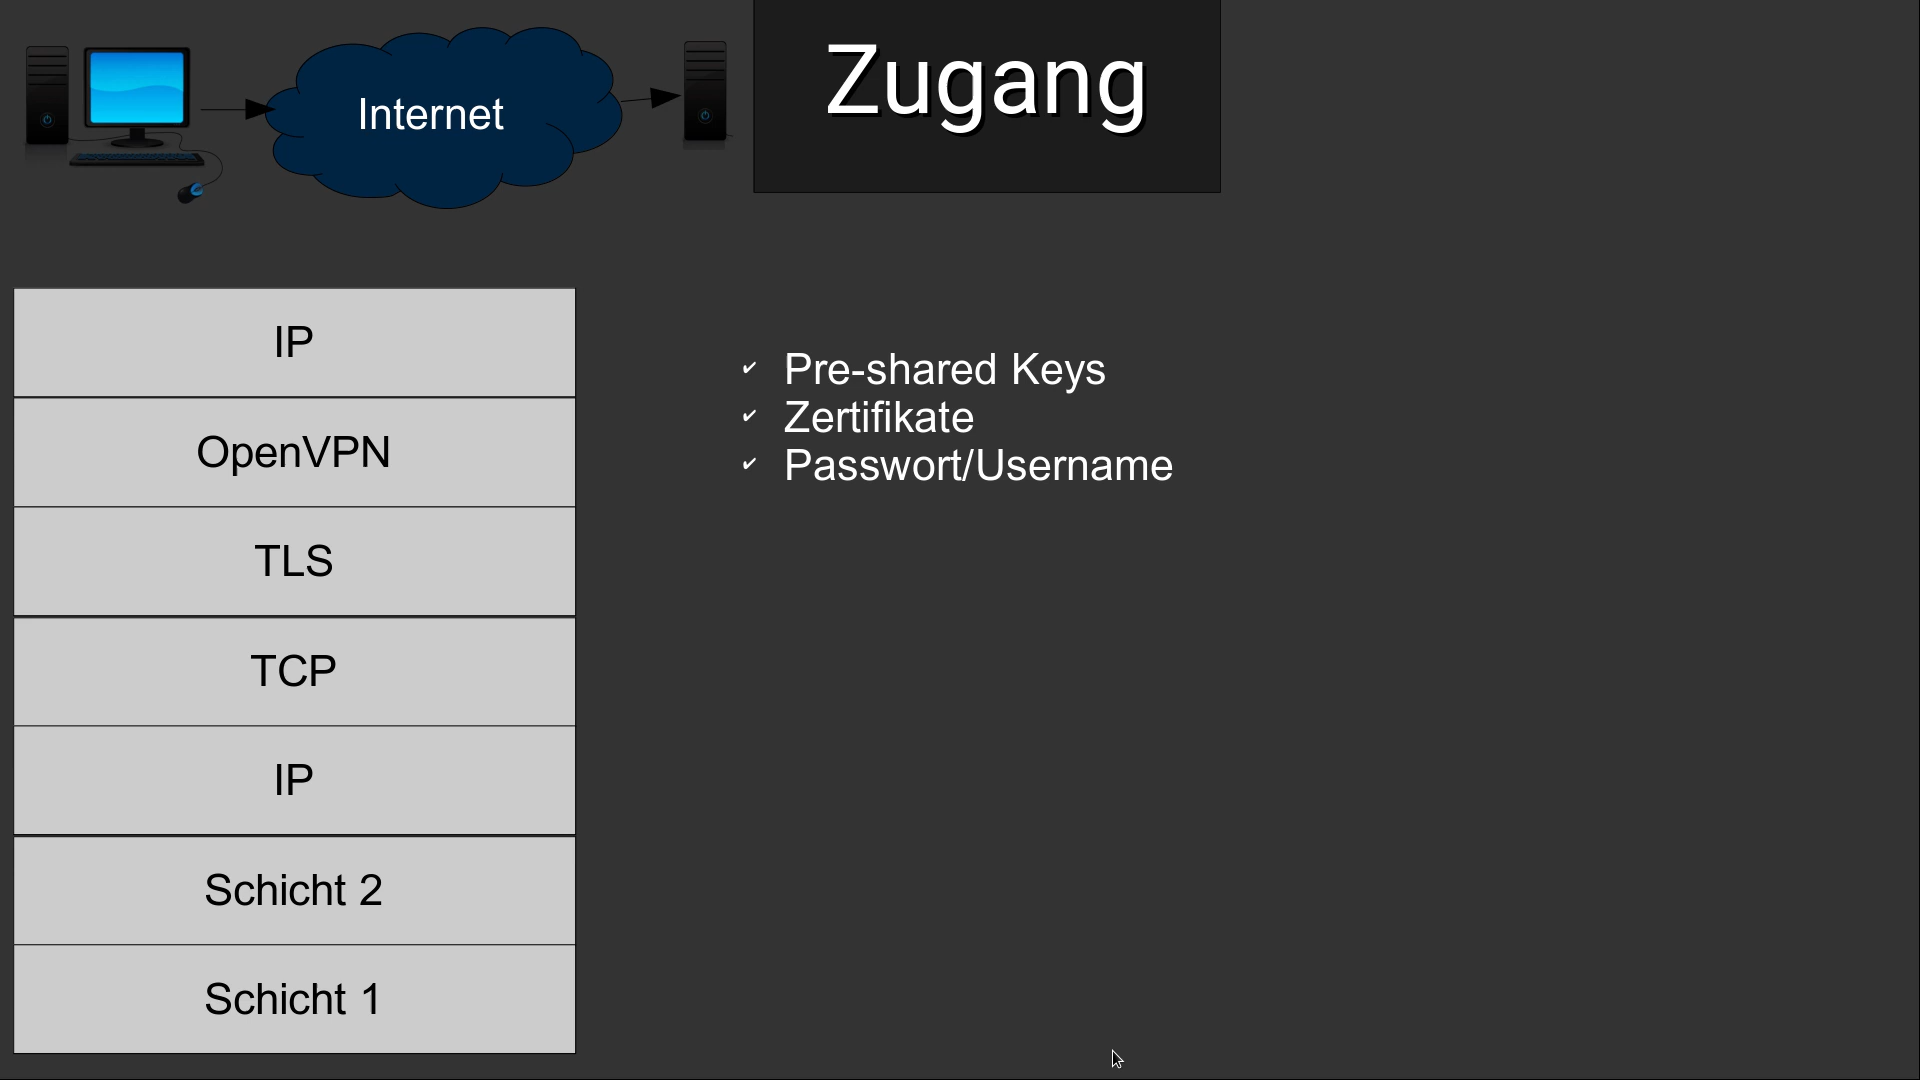 Internet
Zugang
IP
OpenVPN
TLS
TCP
IP
Schicht 2
Schicht 1
✔ Pre-shared Keys
✔ Zertifikate
✔ Passwort/Username